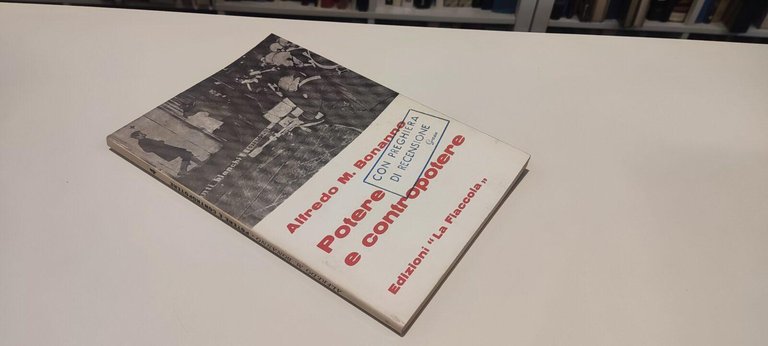 Alfredo M. Bonanno
CON PREGHIERA
DI RECENSIONE
Potere
e contropotere
Edizioni "La Fiaccola"